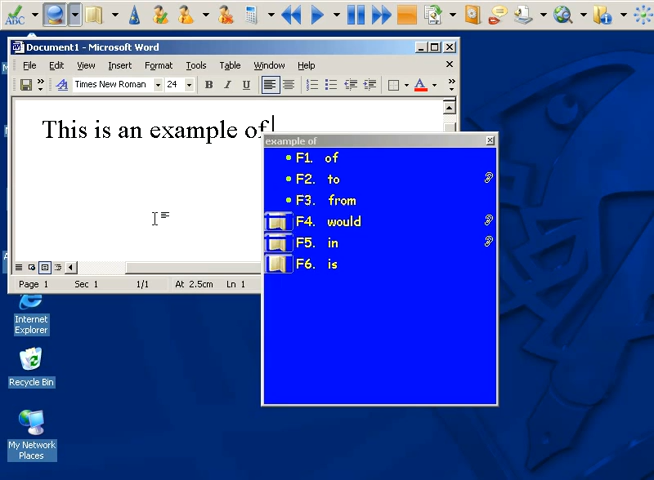 ABC
Document1 - Microsoft Word
File Edit View Insert Format Tools Table Window Help
Times New Roman 24 B I U A
This is an example of
Page 1 Sec 1 1/1 At 2.5cm Ln 1
example of
F1. of
F2. to
F3. from
F4. would
F5. in
F6. is
Internet
Explorer
Recycle Bin
My Network
Places